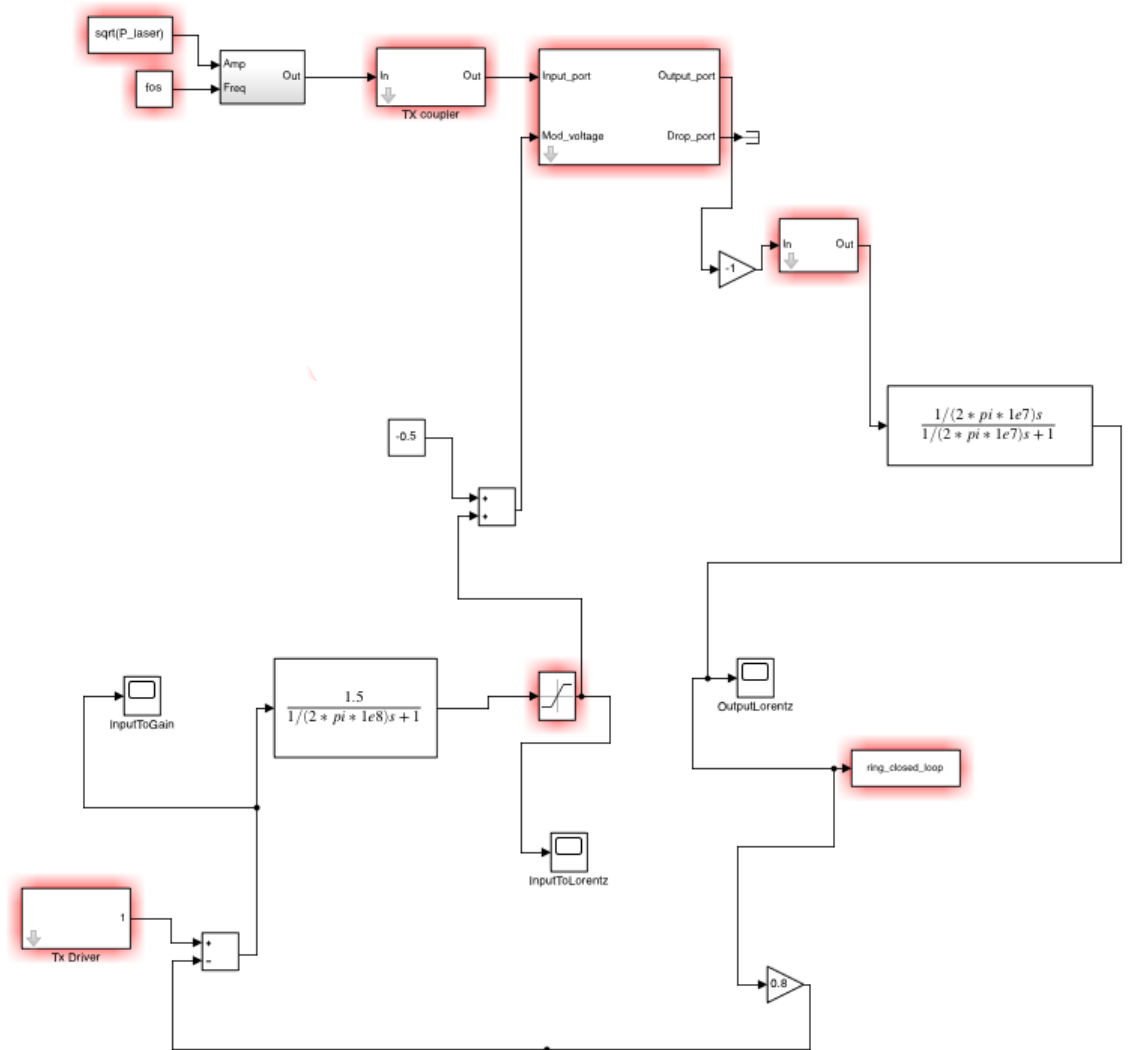 sqrt(P_laser)
fos
Amp
Freq
Out
In
Out
TX coupler
Input_port
Output_port
Mod_voltage
Drop_port
-1
In
Out
1/(2 * pi * 1e7)s
1/(2 * pi * 1e7)s + 1
-0.5
+
+
1.5
1/(2 * pi * 1e8)s + 1
InputToGain
OutputLorentz
ring_closed_loop
InputToLorentz
1
Tx Driver
+
−
0.8